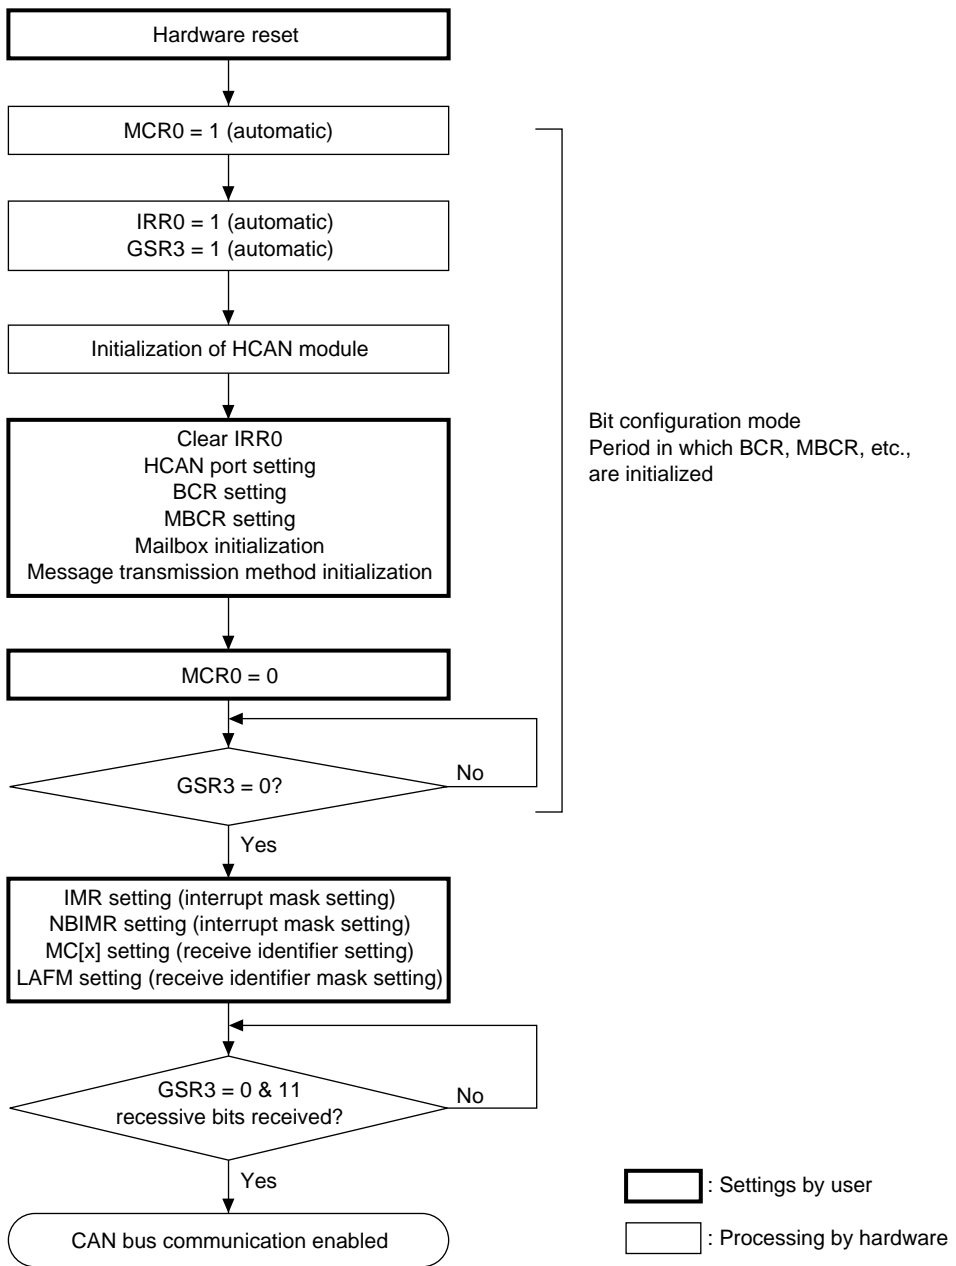 Hardware reset
MCR0 = 1 (automatic)
IRR0 = 1 (automatic)
GSR3 = 1 (automatic)
Initialization of HCAN module
Clear IRR0
HCAN port setting
BCR setting
MBCR setting
Mailbox initialization
Message transmission method initialization
Bit configuration mode
Period in which BCR, MBCR, etc.,
are initialized
MCR0 = 0
GSR3 = 0?
No
Yes
IMR setting (interrupt mask setting)
NBIMR setting (interrupt mask setting)
MC[x] setting (receive identifier setting)
LAFM setting (receive identifier mask setting)
GSR3 = 0 & 11
recessive bits received?
No
Yes
CAN bus communication enabled
: Settings by user
: Processing by hardware